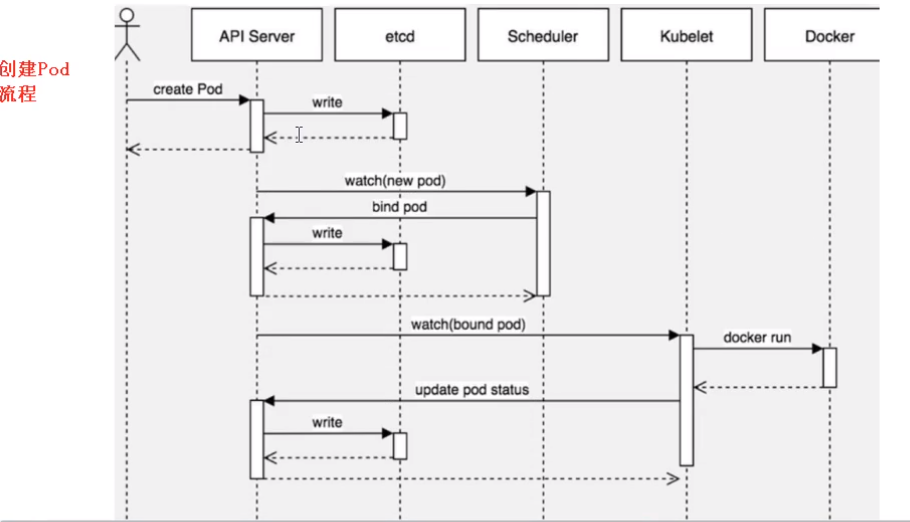 API Server
etcd
Scheduler
Kubelet
Docker
创建Pod
流程
create Pod
write
watch(new pod)
bind pod
write
watch(bound pod)
docker run
update pod status
write